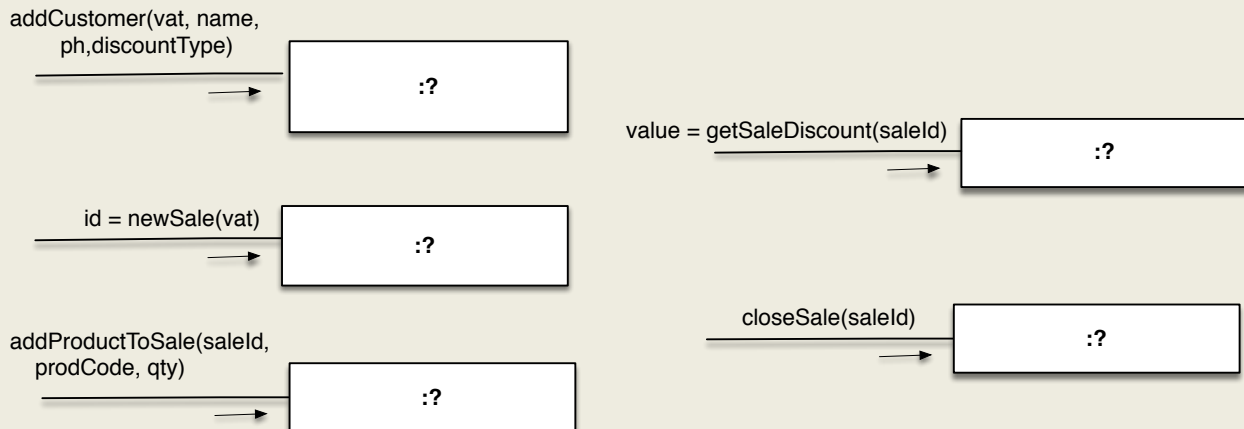 addCustomer(vat, name,
ph,discountType)
:?
id = newSale(vat)
:?
addProductToSale(saleId,
prodCode, qty)
:?
value = getSaleDiscount(saleId)
:?
closeSale(saleId)
:?